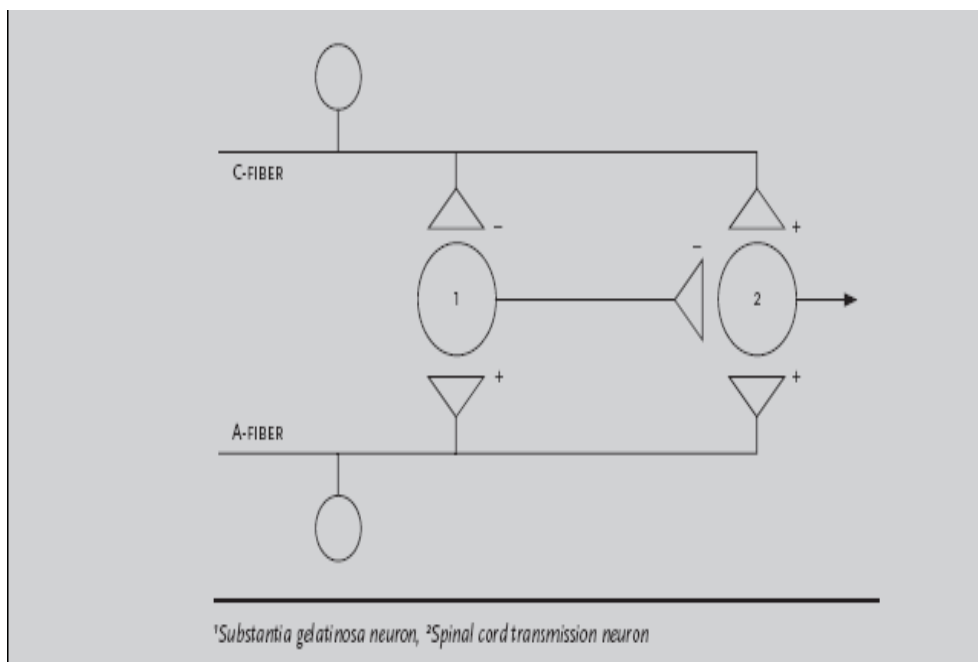 C-FIBER
−
+
−
1
2
+
+
A-FIBER
¹Substantia gelatinosa neuron, ²Spinal cord transmission neuron